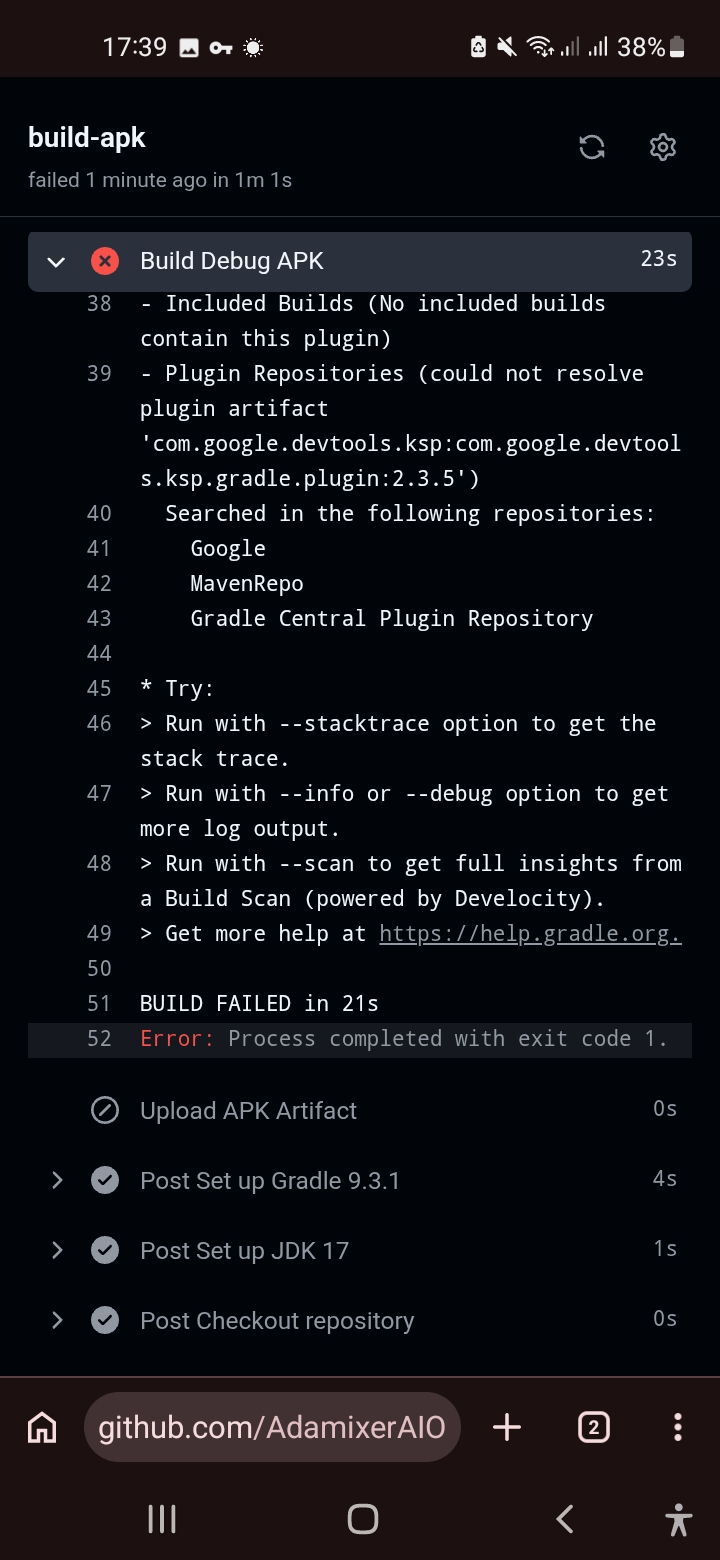 17:39
38%
build-apk
failed 1 minute ago in 1m 1s
Build Debug APK 23s
38 - Included Builds (No included builds
contain this plugin)
39 - Plugin Repositories (could not resolve
plugin artifact
'com.google.devtools.ksp:com.google.devtool
s.ksp.gradle.plugin:2.3.5')
40 Searched in the following repositories:
41 Google
42 MavenRepo
43 Gradle Central Plugin Repository
44
45 * Try:
46 > Run with --stacktrace option to get the
stack trace.
47 > Run with --info or --debug option to get
more log output.
48 > Run with --scan to get full insights from
a Build Scan (powered by Develocity).
49 > Get more help at https://help.gradle.org.
50
51 BUILD FAILED in 21s
52 Error: Process completed with exit code 1.
Upload APK Artifact 0s
Post Set up Gradle 9.3.1 4s
Post Set up JDK 17 1s
Post Checkout repository 0s
github.com/AdamixerAIO
2